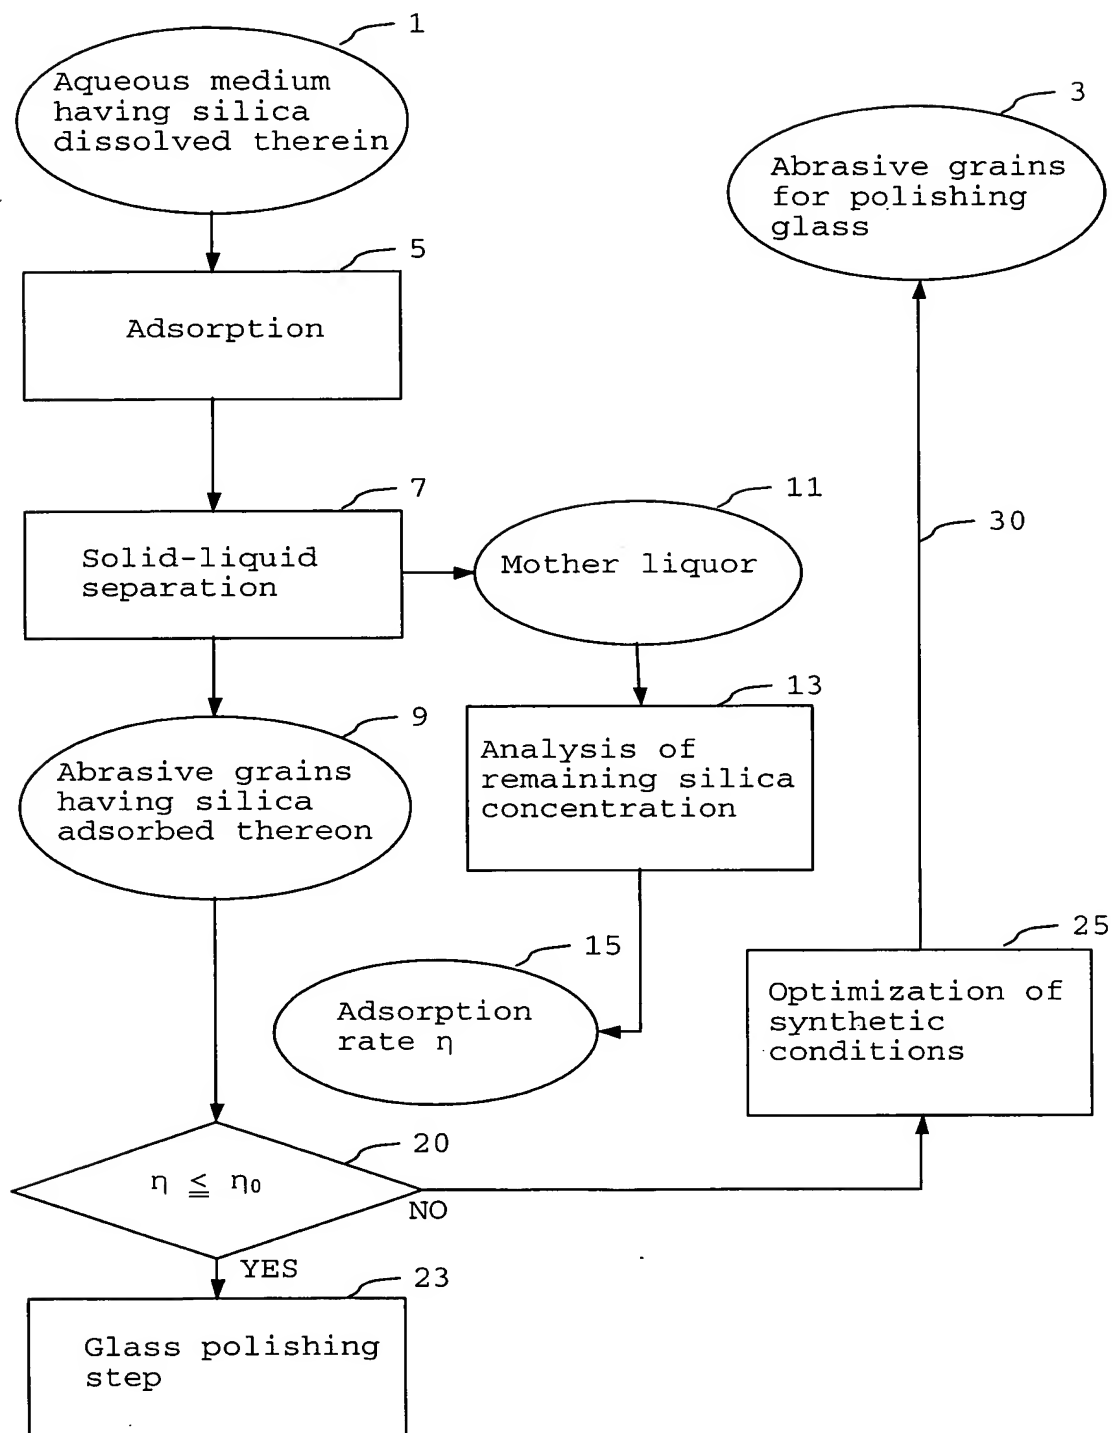 1
Aqueous medium
having silica
dissolved therein
3
Abrasive grains
for polishing
glass
5
Adsorption
7
Solid-liquid
separation
11
Mother liquor
30
9
Abrasive grains
having silica
adsorbed thereon
13
Analysis of
remaining silica
concentration
15
Adsorption
rate η
25
Optimization of
synthetic
conditions
20
η ≦ η₀
NO
YES
23
Glass polishing
step